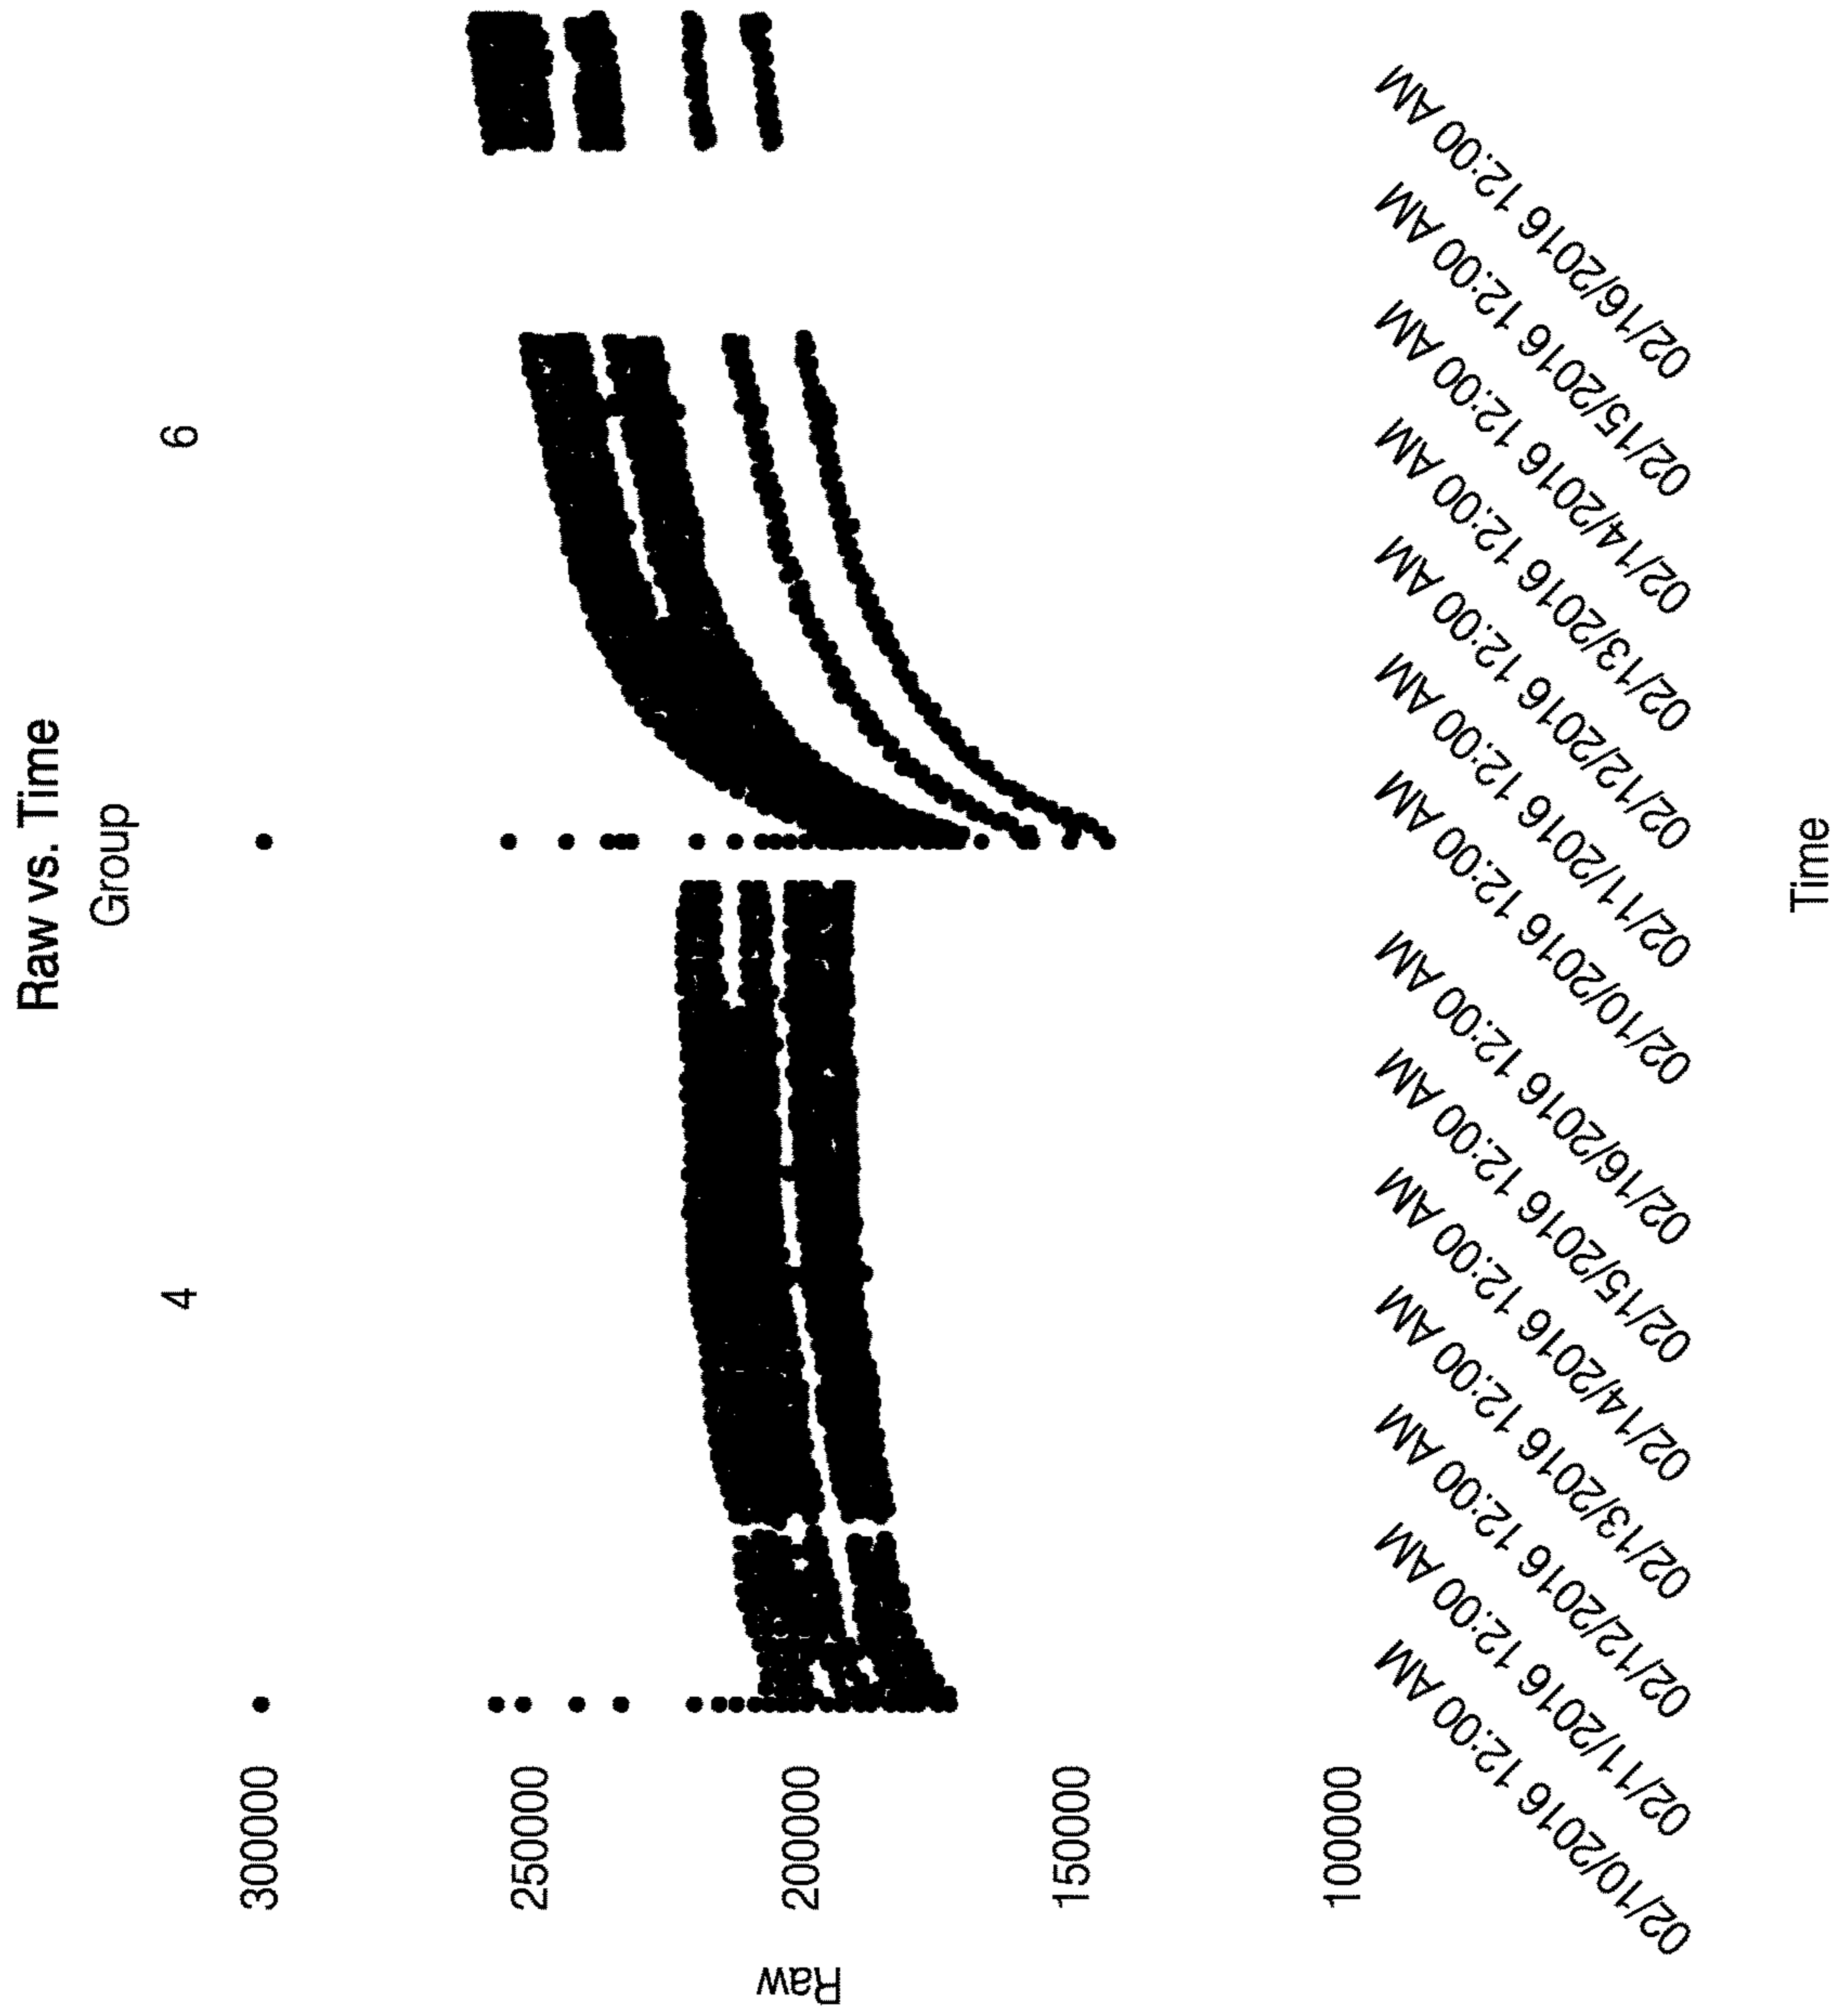 Raw vs. Time
Group
4
6
300000
250000
200000
150000
100000
Raw
02/10/2016 12:00 AM
02/11/2016 12:00 AM
02/12/2016 12:00 AM
02/13/2016 12:00 AM
02/14/2016 12:00 AM
02/15/2016 12:00 AM
02/16/2016 12:00 AM
02/10/2016 12:00 AM
02/11/2016 12:00 AM
02/12/2016 12:00 AM
02/13/2016 12:00 AM
02/14/2016 12:00 AM
02/15/2016 12:00 AM
02/16/2016 12:00 AM
Time